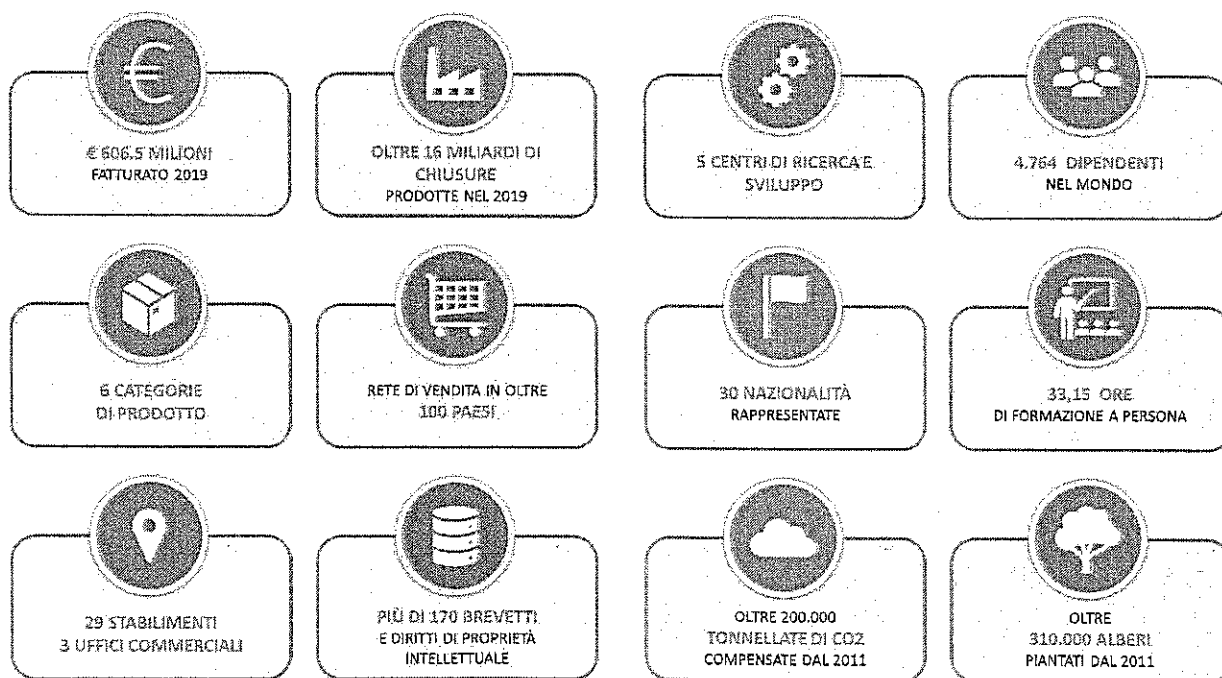 € 606,5 MILIONI
FATTURATO 2019
OLTRE 16 MILIARDI DI
CHIUSURE
PRODOTTE NEL 2019
5 CENTRI DI RICERCA E
SVILUPPO
4.764 DIPENDENTI
NEL MONDO
6 CATEGORIE
DI PRODOTTO
RETE DI VENDITA IN OLTRE
100 PAESI
30 NAZIONALITÀ
RAPPRESENTATE
33,15 ORE
DI FORMAZIONE A PERSONA
29 STABILIMENTI
3 UFFICI COMMERCIALI
PIÙ DI 170 BREVETTI
E DIRITTI DI PROPRIETÀ
INTELLETTUALE
OLTRE 200.000
TONNELLATE DI CO2
COMPENSATE DAL 2011
OLTRE
310.000 ALBERI
PIANTATI DAL 2011